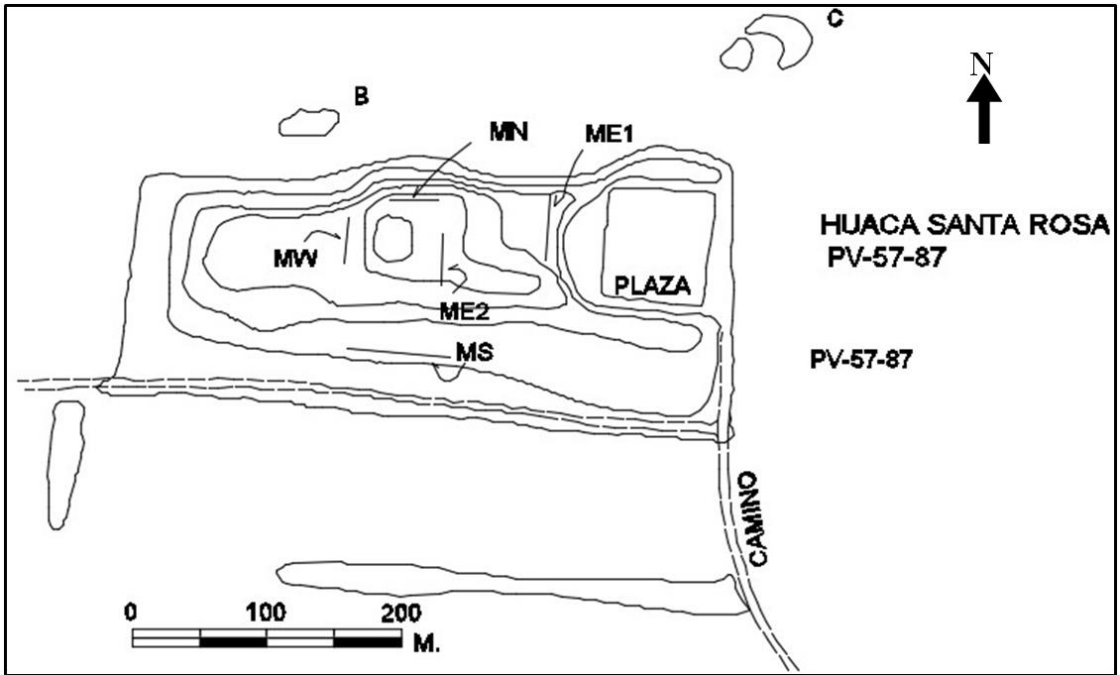 C
N
B
MN
ME1
HUACA SANTA ROSA
PV-57-87
MW
PLAZA
ME2
MS
PV-57-87
CAMINO
0 100 200
M.